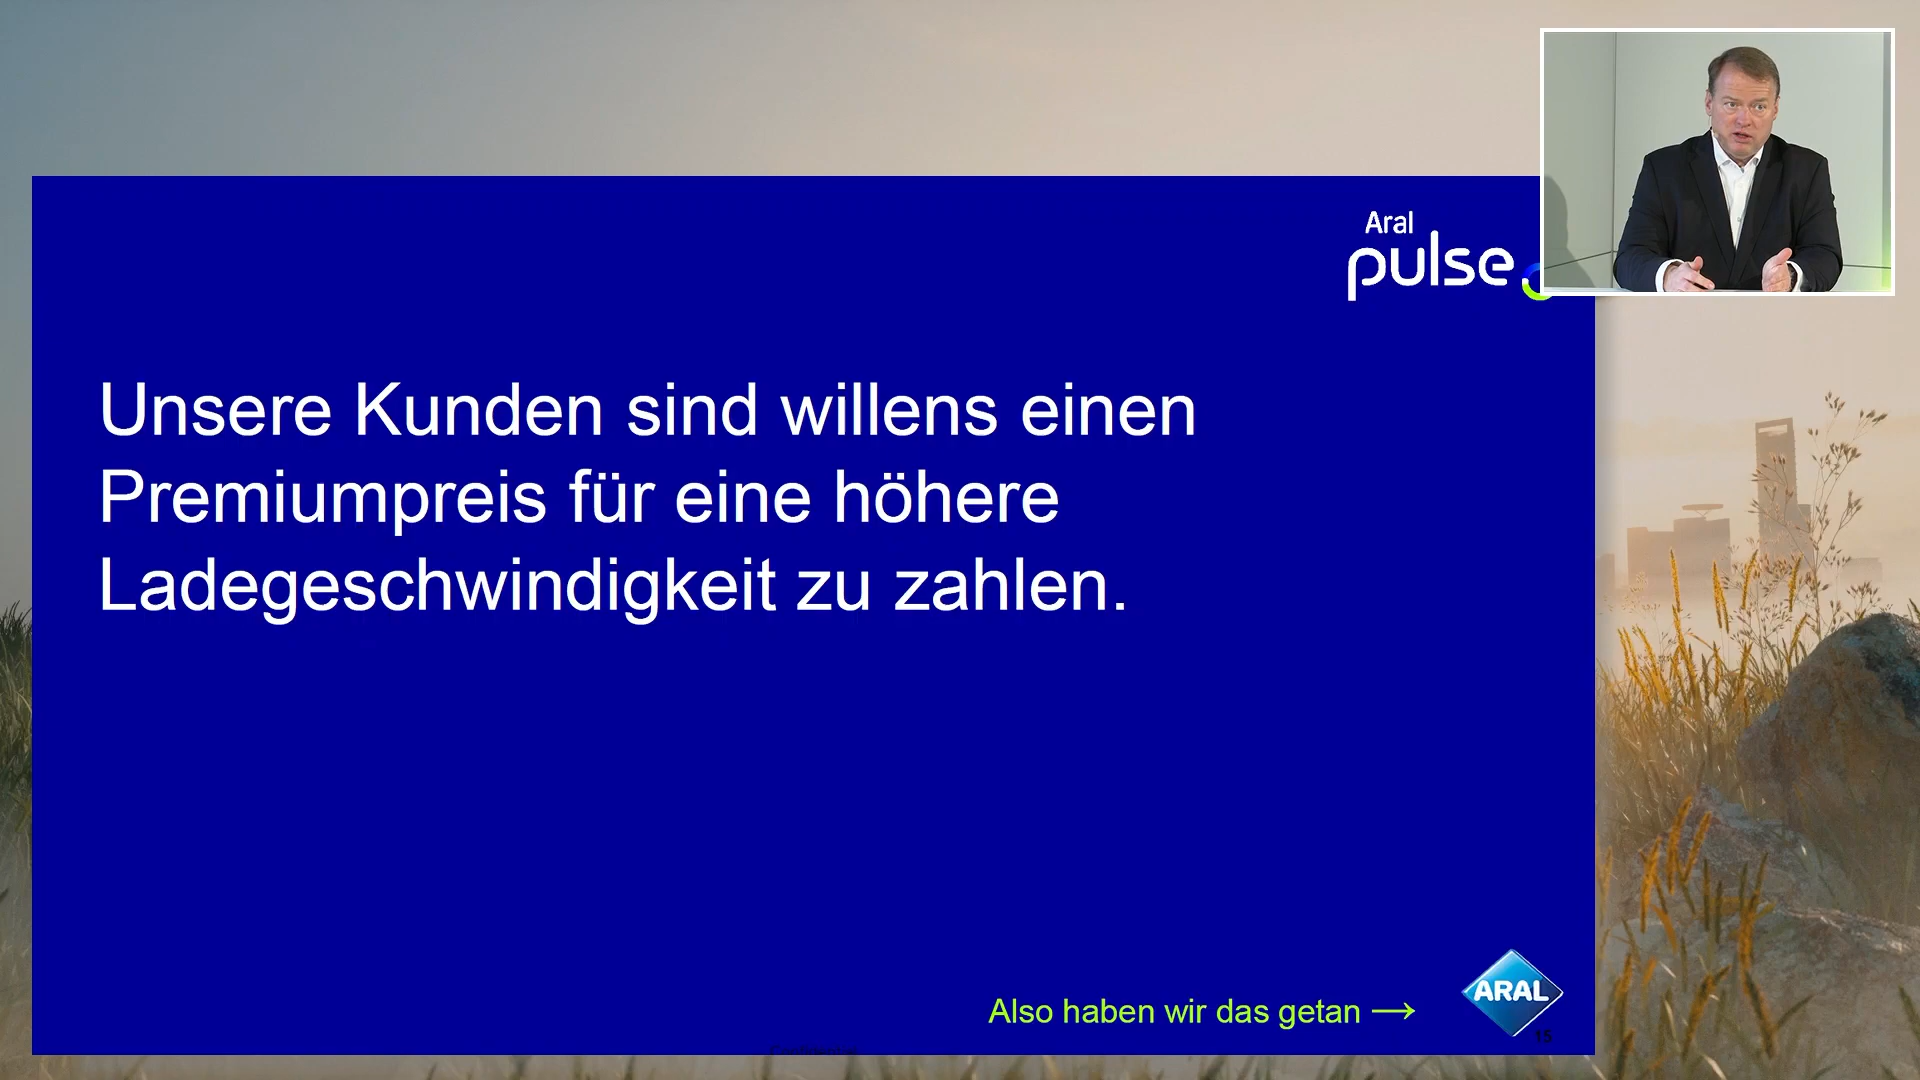 Aral
pulse
Unsere Kunden sind willens einen
Premiumpreis für eine höhere
Ladegeschwindigkeit zu zahlen.
Also haben wir das getan →
ARAL
15